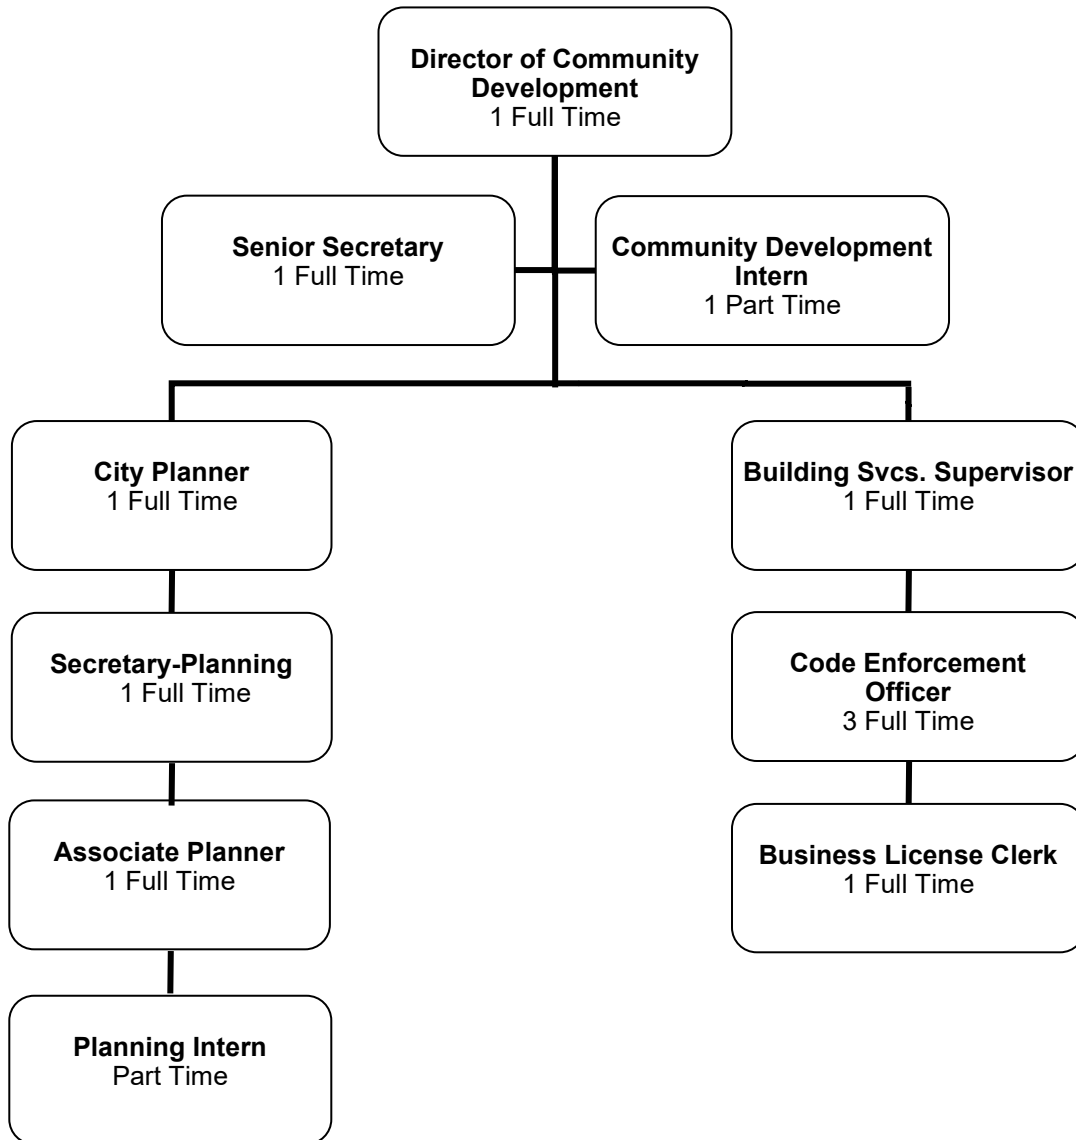 Director of Community
Development
1 Full Time
Senior Secretary
1 Full Time
Community Development
Intern
1 Part Time
City Planner
1 Full Time
Building Svcs. Supervisor
1 Full Time
Secretary-Planning
1 Full Time
Code Enforcement
Officer
3 Full Time
Associate Planner
1 Full Time
Business License Clerk
1 Full Time
Planning Intern
Part Time